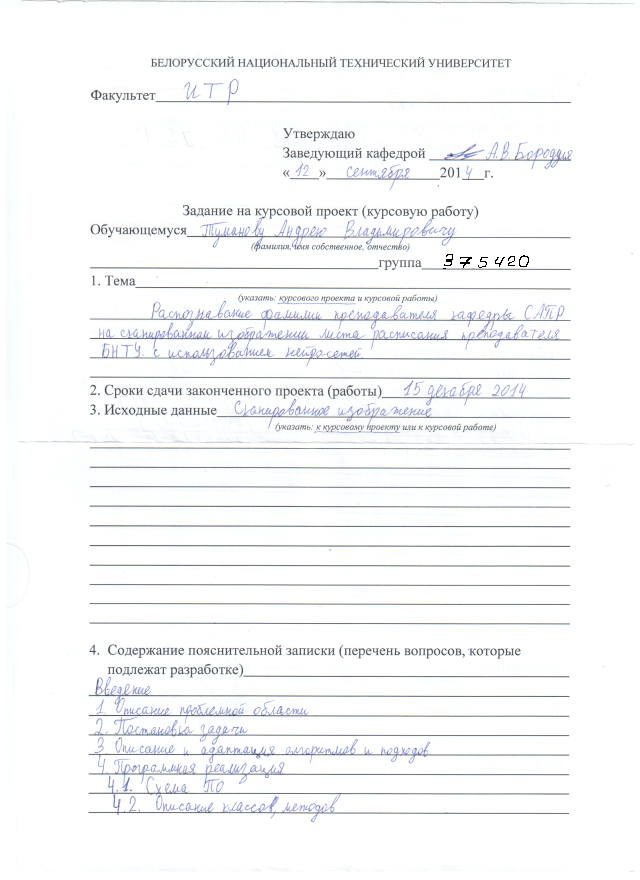 БЕЛОРУССКИЙ НАЦИОНАЛЬНЫЙ ТЕХНИЧЕСКИЙ УНИВЕРСИТЕТ
Факультет ИТР
Утверждаю
Заведующий кафедрой А.В. Бородуля
« 12 » сентября 2014 г.
Задание на курсовой проект (курсовую работу)
Обучающемуся Туманову Андрею Владимировичу
(фамилия, имя собственное, отчество)
группа 375420
1. Тема
(указать: курсового проекта и курсовой работы)
Распознавание фамилии преподавателя кафедры САПР
на сканированном изображении листа расписания преподавателя
БНТУ с использованием нейросетей
2. Сроки сдачи законченного проекта (работы) 15 декабря 2014
3. Исходные данные Сканированное изображение
(указать: к курсовому проекту или к курсовой работе)
4. Содержание пояснительной записки (перечень вопросов, которые
подлежат разработке)
Введение
1. Описание проблемной области
2. Постановка задачи
3. Описание и адаптация алгоритмов и подходов
4. Программная реализация
4.1. Схема ПО
4.2. Описание классов, методов